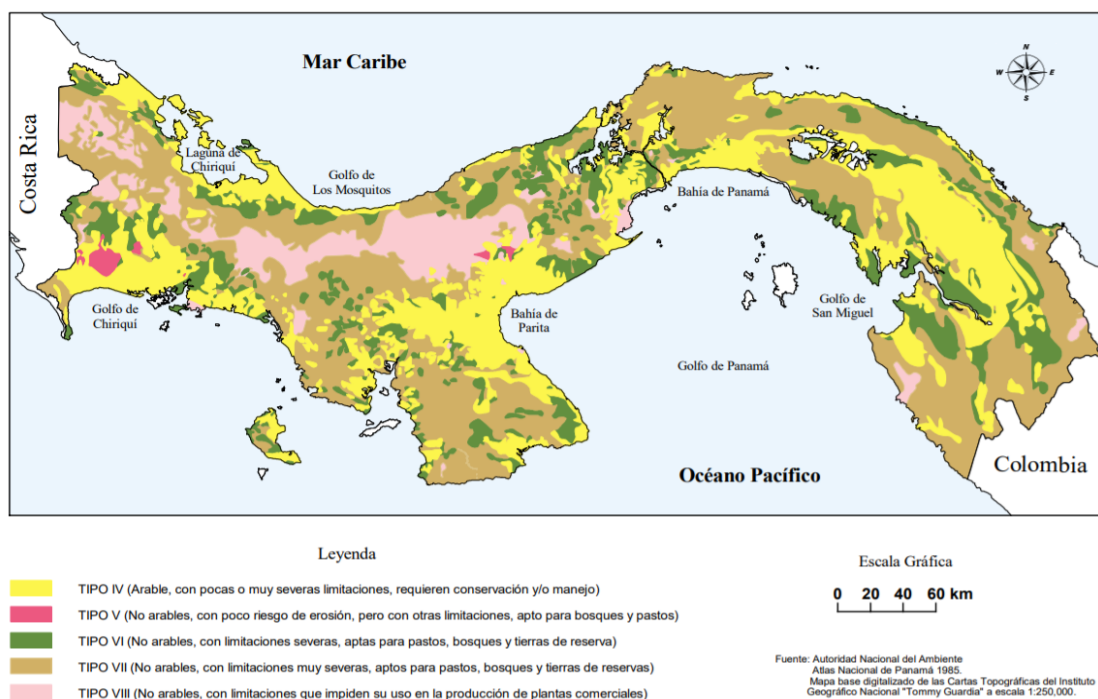 Mar Caribe
N
W E
S
Costa Rica
Laguna de
Chiriquí
Golfo de
Los Mosquitos
Bahía de Panamá
Golfo de
Chiriquí
Bahía de
Parita
Golfo de
San Miguel
Golfo de Panamá
Océano Pacífico
Colombia
Leyenda
TIPO IV (Arable, con pocas o muy severas limitaciones, requieren conservación y/o manejo)
TIPO V (No arables, con poco riesgo de erosión, pero con otras limitaciones, apto para bosques y pastos)
TIPO VI (No arables, con limitaciones severas, aptas para pastos, bosques y tierras de reserva)
TIPO VII (No arables, con limitaciones muy severas, aptos para pastos, bosques y tierras de reservas)
TIPO VIII (No arables, con limitaciones que impiden su uso en la producción de plantas comerciales)
Escala Gráfica
0 20 40 60 km
Fuente: Autoridad Nacional del Ambiente
Atlas Nacional de Panamá 1985.
Mapa base digitalizado de las Cartas Topográficas del Instituto
Geográfico Nacional "Tommy Guardia" a escala 1:250,000.